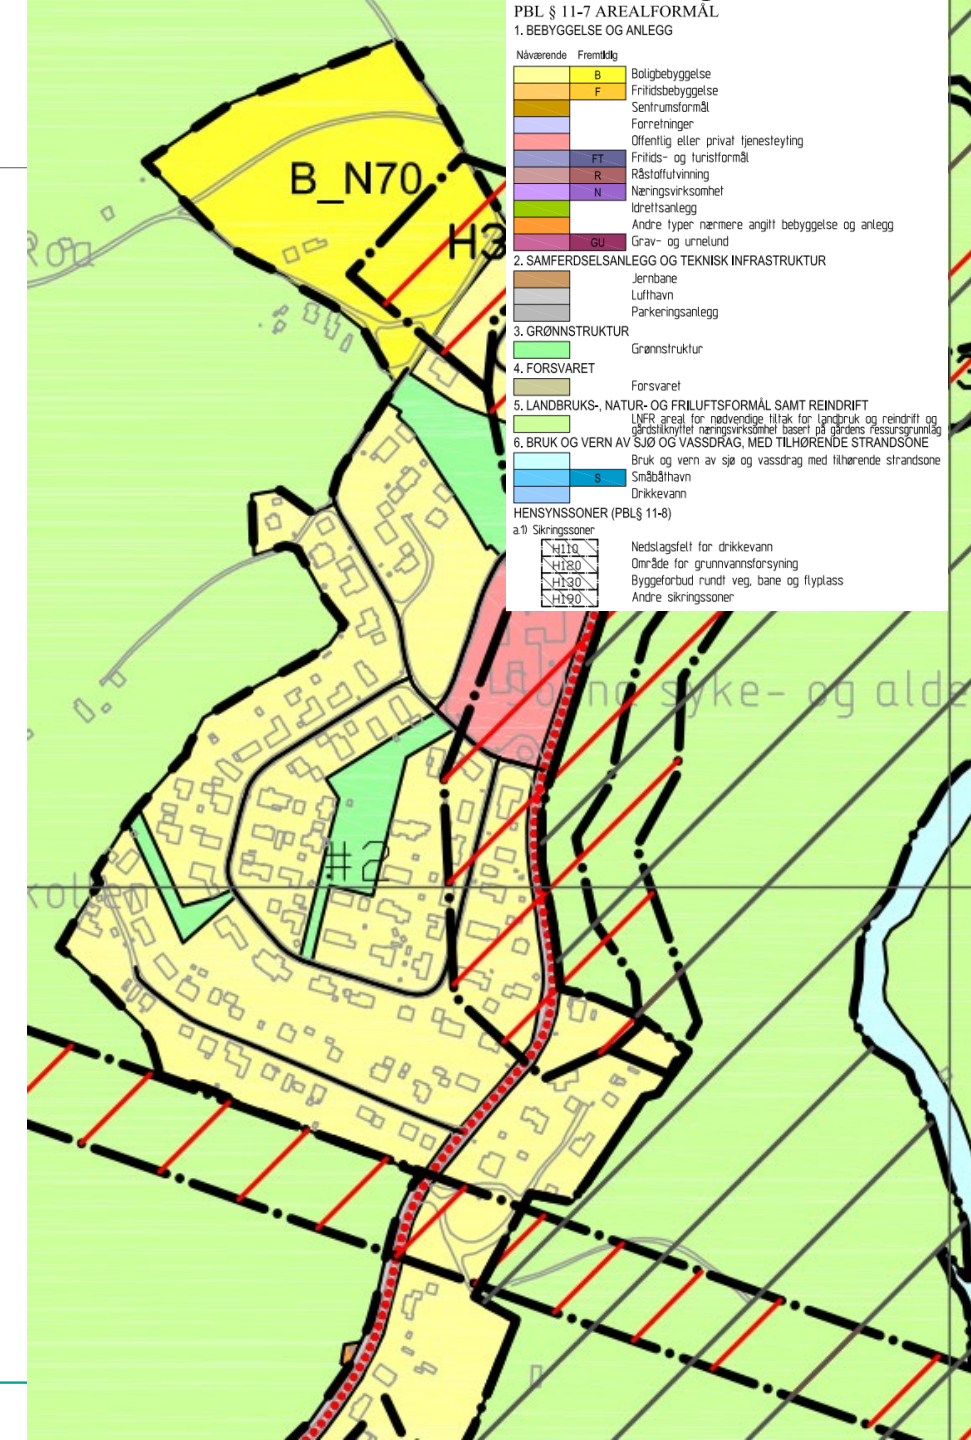 PBL § 11-7 AREALFORMÅL
1. BEBYGGELSE OG ANLEGG
Nåværende Fremtidig
B Boligbebyggelse
F Fritidsbebyggelse
Sentrumsformål
Forretninger
Offentlig eller privat tjenesteyting
FT Fritids- og turistformål
R Råstoffutvinning
N Næringsvirksomhet
Idrettsanlegg
Andre typer nærmere angitt bebyggelse og anlegg
GU Grav- og urnelund
2. SAMFERDSELSANLEGG OG TEKNISK INFRASTRUKTUR
Jernbane
Lufthavn
Parkeringsanlegg
3. GRØNNSTRUKTUR
Grønnstruktur
4. FORSVARET
Forsvaret
5. LANDBRUKS-, NATUR- OG FRILUFTSFORMÅL SAMT REINDRIFT
LNFR areal for nødvendige tiltak for landbruk og reindrift og
gårdstilknyttet næringsvirksomhet basert på gårdens ressursgrunnlag
6. BRUK OG VERN AV SJØ OG VASSDRAG, MED TILHØRENDE STRANDSONE
Bruk og vern av sjø og vassdrag med tilhørende strandsone
S Småbåthavn
Drikkevann
HENSYNSSONER (PBL§ 11-8)
a.1) Sikringssoner
H110 Nedslagsfelt for drikkevann
H120 Område for grunnvannsforsyning
H130 Byggeforbud rundt veg, bane og flyplass
H190 Andre sikringssoner
B_N70
H3
Roa
syke- og alde
#2